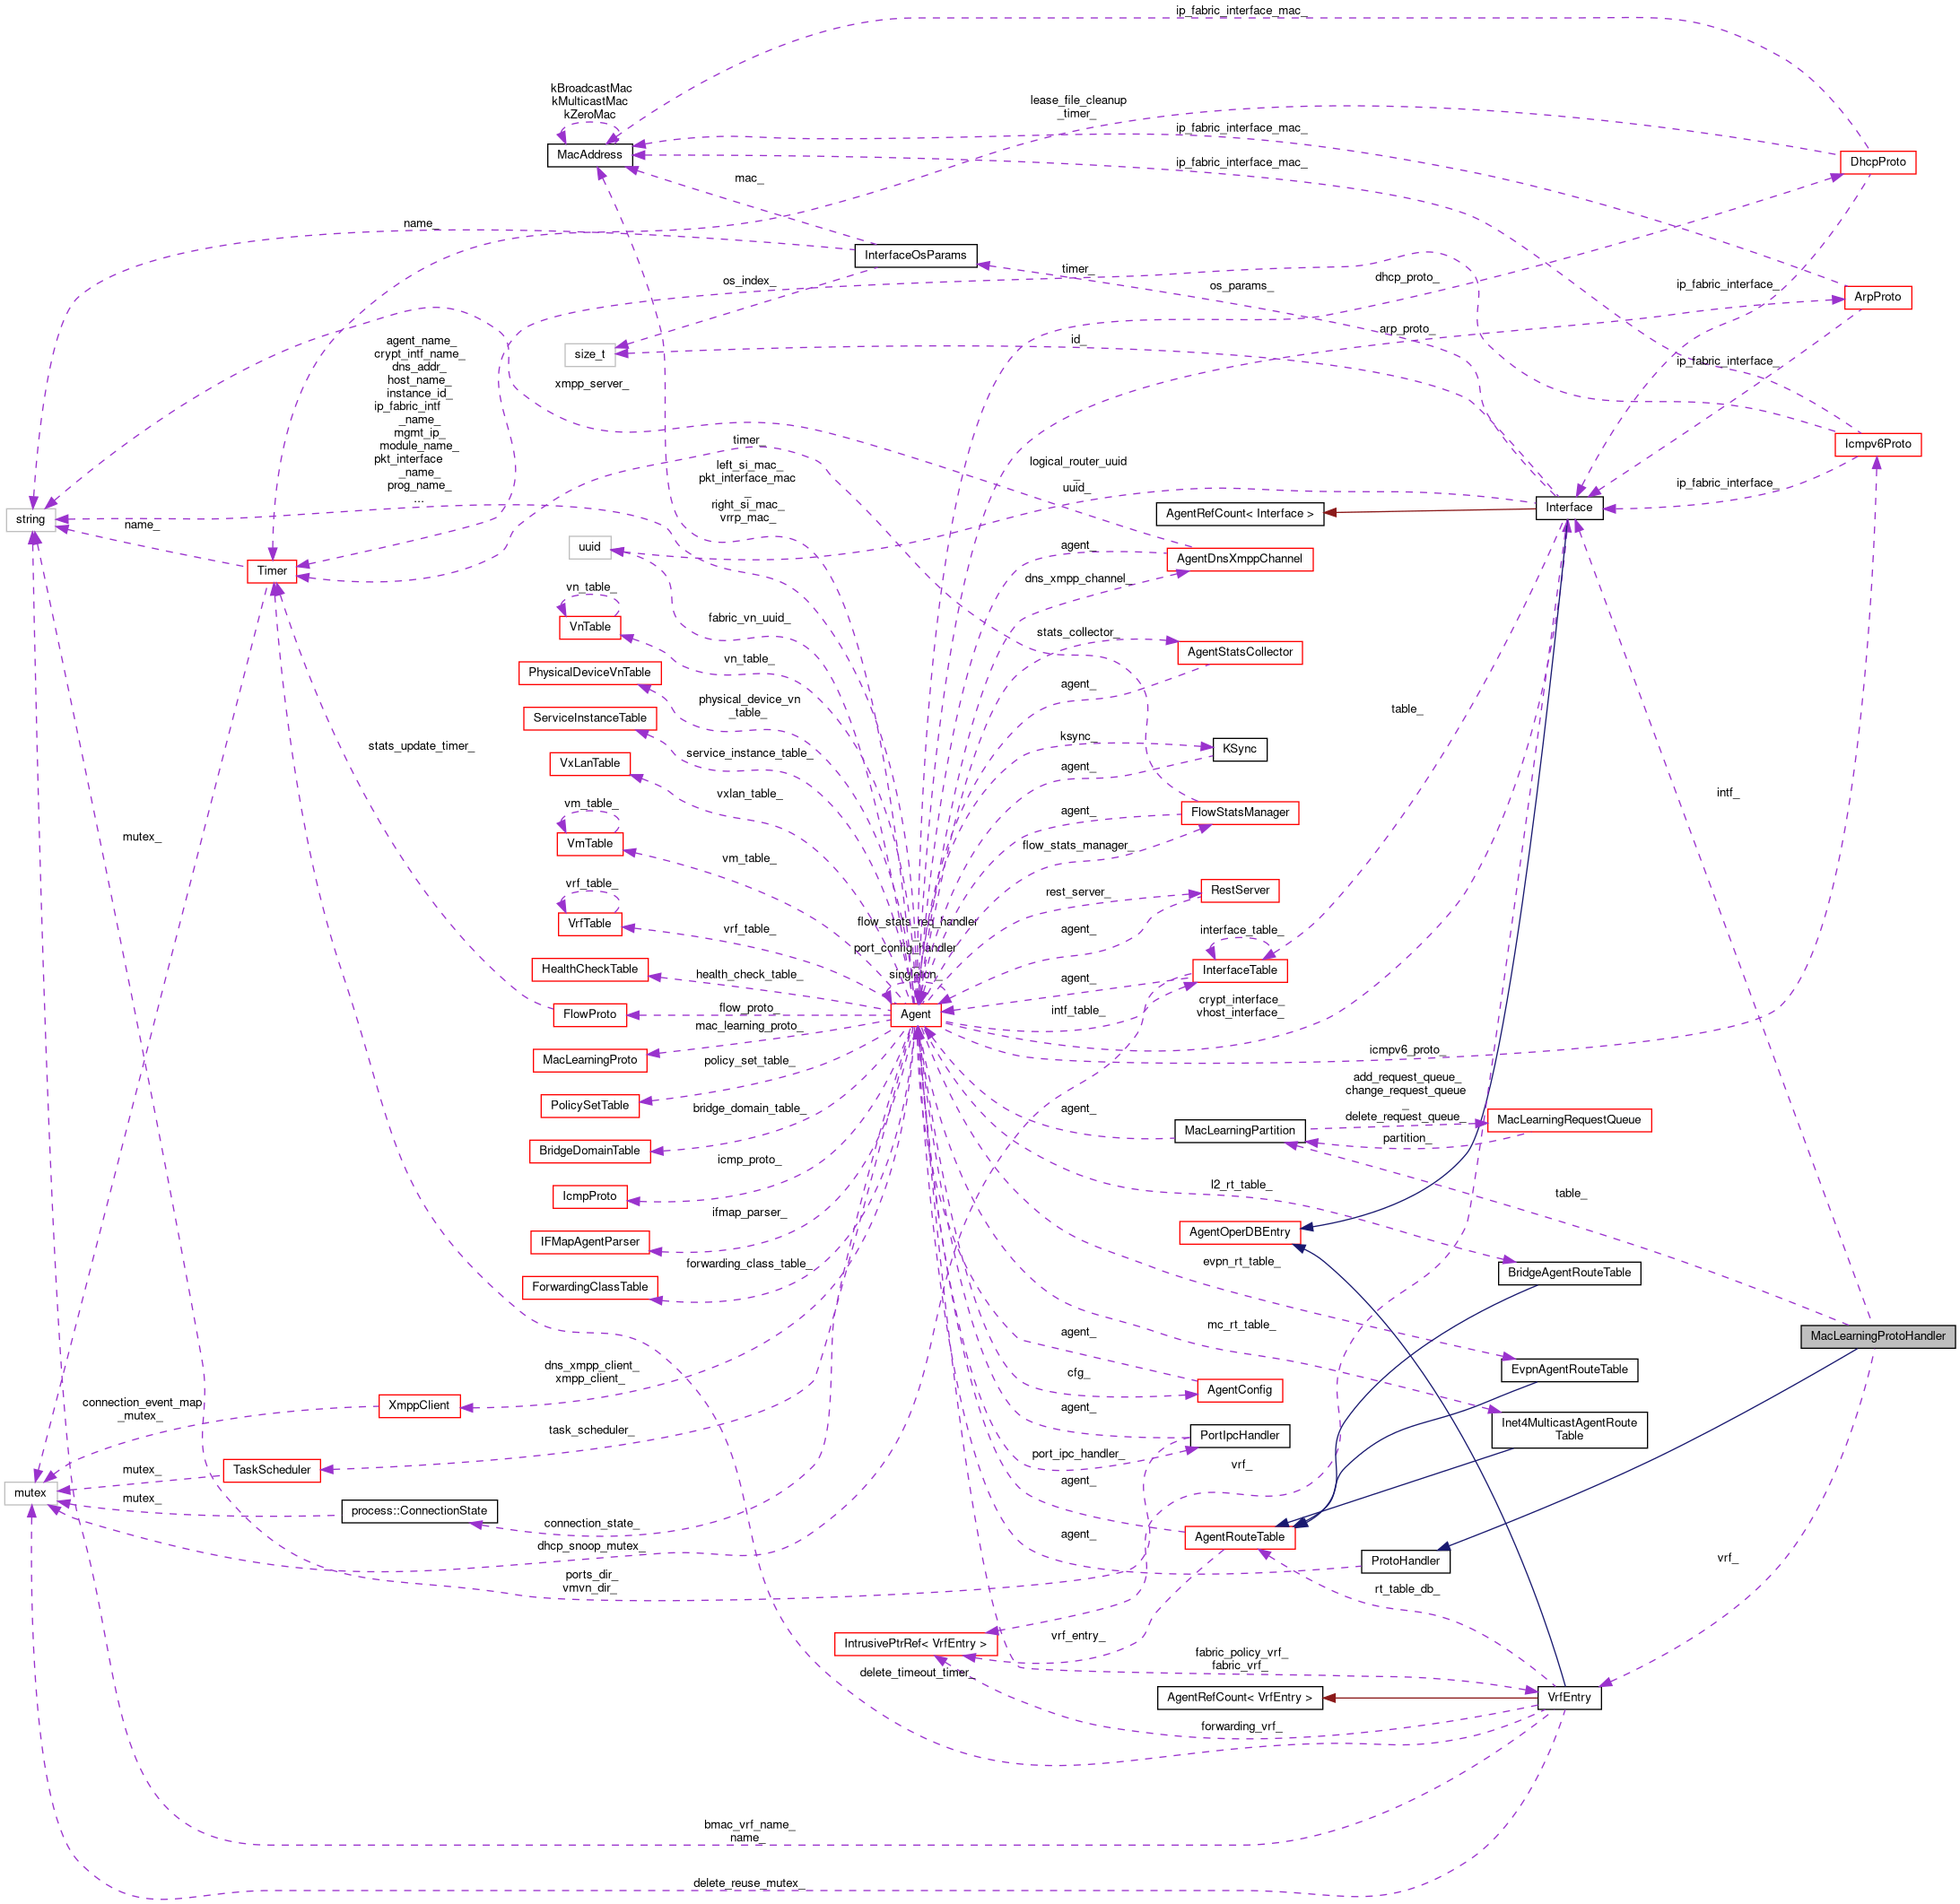 ip_fabric_interface_mac_
kBroadcastMac
kMulticastMac
kZeroMac
lease_file_cleanup
_timer_
ip_fabric_interface_mac_
MacAddress
DhcpProto
ip_fabric_interface_mac_
mac_
name_
InterfaceOsParams
timer_
dhcp_proto_
os_index_
os_params_
ip_fabric_interface_
ArpProto
arp_proto_
agent_name_
crypt_intf_name_
dns_addr_
host_name_
instance_id_
ip_fabric_intf
_name_
mgmt_ip_
module_name_
pkt_interface
_name_
prog_name_
...
id_
size_t
ip_fabric_interface_
xmpp_server_
timer_
Icmpv6Proto
left_si_mac_
pkt_interface_mac
_
right_si_mac_
vrrp_mac_
logical_router_uuid
_
uuid_
ip_fabric_interface_
Interface
AgentRefCount< Interface >
string
name_
uuid
agent_
AgentDnsXmppChannel
Timer
dns_xmpp_channel_
vn_table_
fabric_vn_uuid_
VnTable
stats_collector_
AgentStatsCollector
vn_table_
PhysicalDeviceVnTable
agent_
physical_device_vn
_table_
table_
ServiceInstanceTable
ksync_
stats_update_timer_
service_instance_table_
KSync
VxLanTable
agent_
vxlan_table_
intf_
vm_table_
agent_
FlowStatsManager
mutex_
VmTable
flow_stats_manager_
vm_table_
vrf_table_
rest_server_
RestServer
VrfTable
vrf_table_
flow_stats_req_handler
_
port_config_handler
_
singleton_
agent_
interface_table_
HealthCheckTable
health_check_table_
agent_
InterfaceTable
FlowProto
flow_proto_
Agent
intf_table_
crypt_interface_
vhost_interface_
mac_learning_proto_
MacLearningProto
policy_set_table_
icmpv6_proto_
PolicySetTable
bridge_domain_table_
agent_
add_request_queue_
change_request_queue
_
delete_request_queue_
MacLearningRequestQueue
MacLearningPartition
partition_
BridgeDomainTable
icmp_proto_
IcmpProto
l2_rt_table_
table_
ifmap_parser_
AgentOperDBEntry
IFMapAgentParser
forwarding_class_table_
evpn_rt_table_
BridgeAgentRouteTable
ForwardingClassTable
mc_rt_table_
MacLearningProtoHandler
agent_
dns_xmpp_client_
xmpp_client_
cfg_
EvpnAgentRouteTable
AgentConfig
XmppClient
connection_event_map
_mutex_
agent_
task_scheduler_
PortIpcHandler
Inet4MulticastAgentRoute
Table
port_ipc_handler_
vrf_
mutex_
TaskScheduler
agent_
mutex
mutex_
process::ConnectionState
connection_state_
agent_
AgentRouteTable
dhcp_snoop_mutex_
ProtoHandler
vrf_
ports_dir_
vmvn_dir_
rt_table_db_
IntrusivePtrRef< VrfEntry >
vrf_entry_
fabric_policy_vrf_
fabric_vrf_
delete_timeout_timer_
AgentRefCount< VrfEntry >
VrfEntry
forwarding_vrf_
bmac_vrf_name_
name_
delete_reuse_mutex_